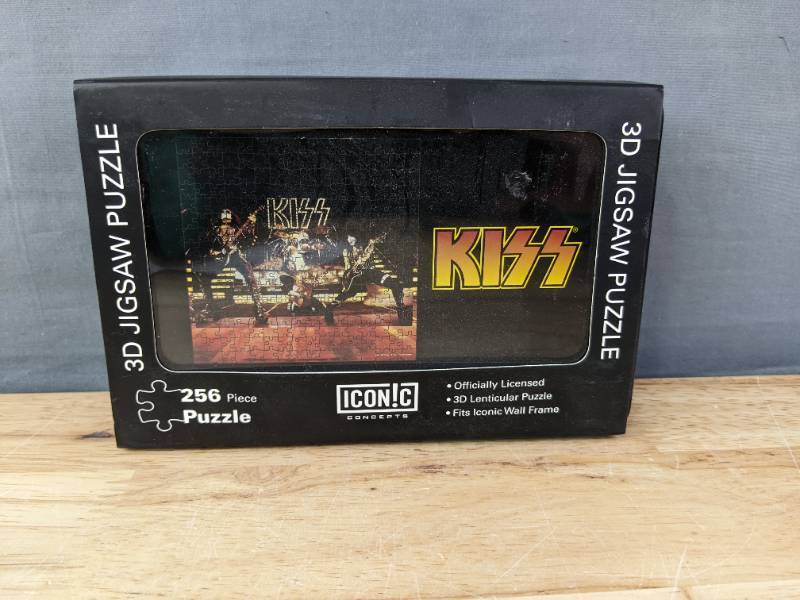 3D JIGSAW PUZZLE
KISS
KISS®
3D JIGSAW PUZZLE
256 Piece
Puzzle
ICON!C
CONCEPTS
• Officially Licensed
• 3D Lenticular Puzzle
• Fits Iconic Wall Frame